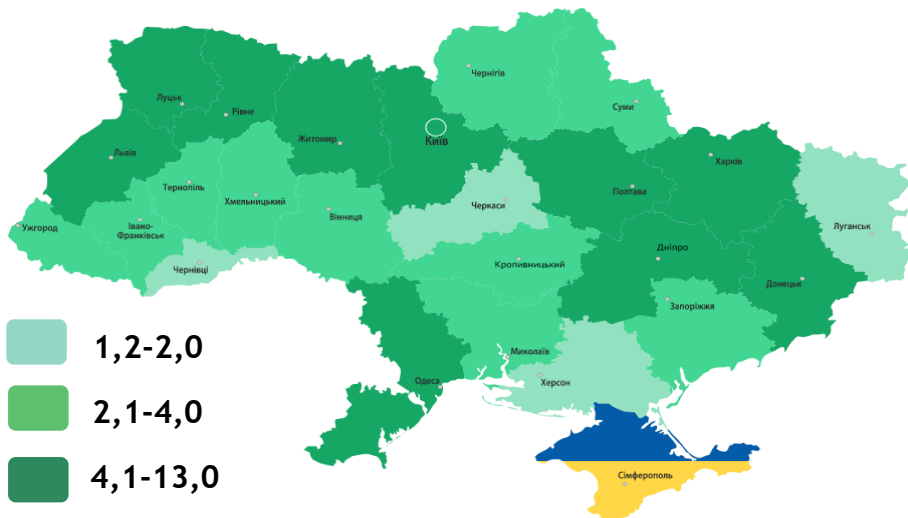 Чернігів
Суми
Луцьк
Рівне
Житомир
Київ
Львів
Харків
Полтава
Тернопіль
Хмельницький
Черкаси
Вінниця
Луганськ
Ужгород
Івано-
Франківськ
Дніпро
Чернівці
Кропивницький
Донецьк
Запоріжжя
1,2-2,0
Миколаїв
Одеса
Херсон
2,1-4,0
4,1-13,0
Сімферополь